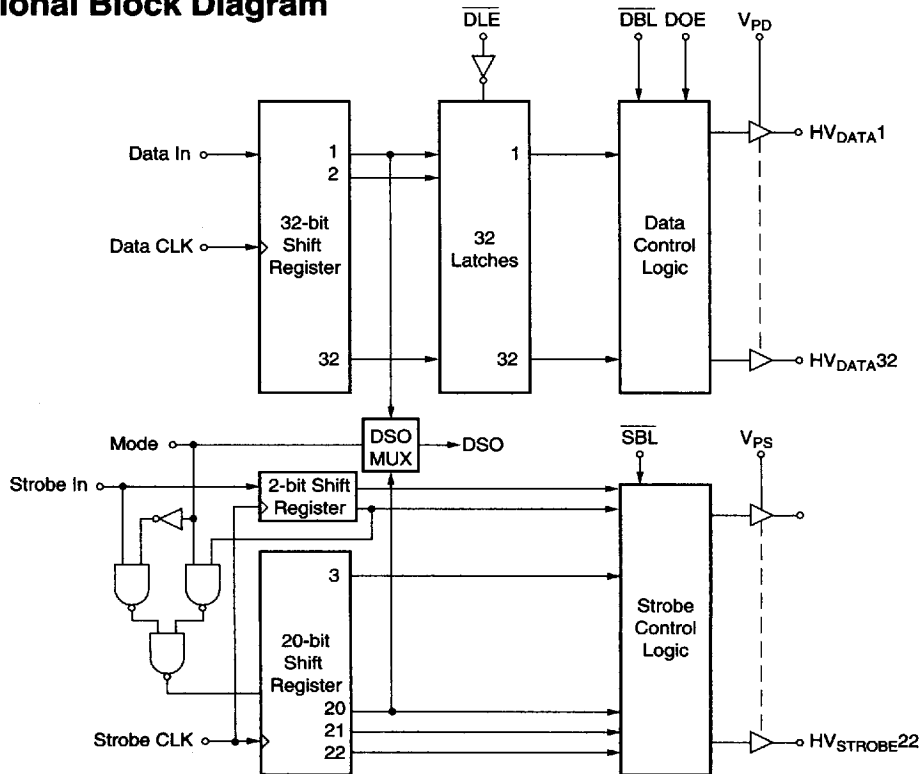 ional Block Diagram
DLE
DBL DOE
VPD
Data In
Data CLK
32-bit
Shift
Register
1
2
32
32
Latches
1
32
Data
Control
Logic
HVDATA1
HVDATA32
Mode
DSO
MUX
DSO
SBL
VPS
Strobe In
2-bit Shift
Register
20-bit
Shift
Register
3
20
21
22
Strobe
Control
Logic
Strobe CLK
HVSTROBE22